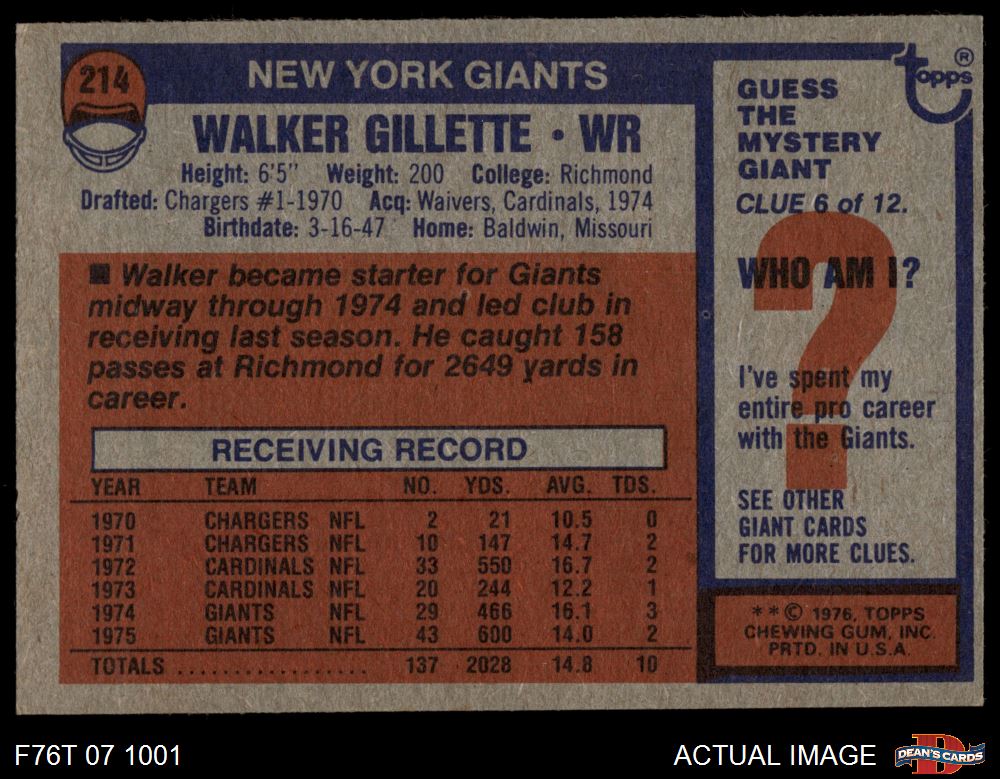 214
NEW YORK GIANTS
WALKER GILLETTE • WR
Height: 6'5" Weight: 200 College: Richmond
Drafted: Chargers #1-1970 Acq: Waivers, Cardinals, 1974
Birthdate: 3-16-47 Home: Baldwin, Missouri
■ Walker became starter for Giants
midway through 1974 and led club in
receiving last season. He caught 158
passes at Richmond for 2649 yards in
career.
RECEIVING RECORD
YEAR TEAM NO. YDS. AVG. TDS.
1970 CHARGERS NFL 2 21 10.5 0
1971 CHARGERS NFL 10 147 14.7 2
1972 CARDINALS NFL 33 550 16.7 2
1973 CARDINALS NFL 20 244 12.2 1
1974 GIANTS NFL 29 466 16.1 3
1975 GIANTS NFL 43 600 14.0 2
TOTALS .................. 137 2028 14.8 10
topps ®
GUESS
THE
MYSTERY
GIANT
CLUE 6 of 12.
?
WHO AM I?
I've spent my
entire pro career
with the Giants.
SEE OTHER
GIANT CARDS
FOR MORE CLUES.
**© 1976, TOPPS
CHEWING GUM, INC.
PRTD. IN U.S.A.
F76T 07 1001
ACTUAL IMAGE
D
DEAN'S CARDS